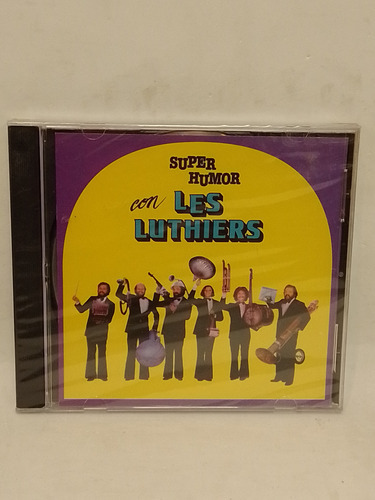 SUPER
HUMOR
con LES
LUTHIERS